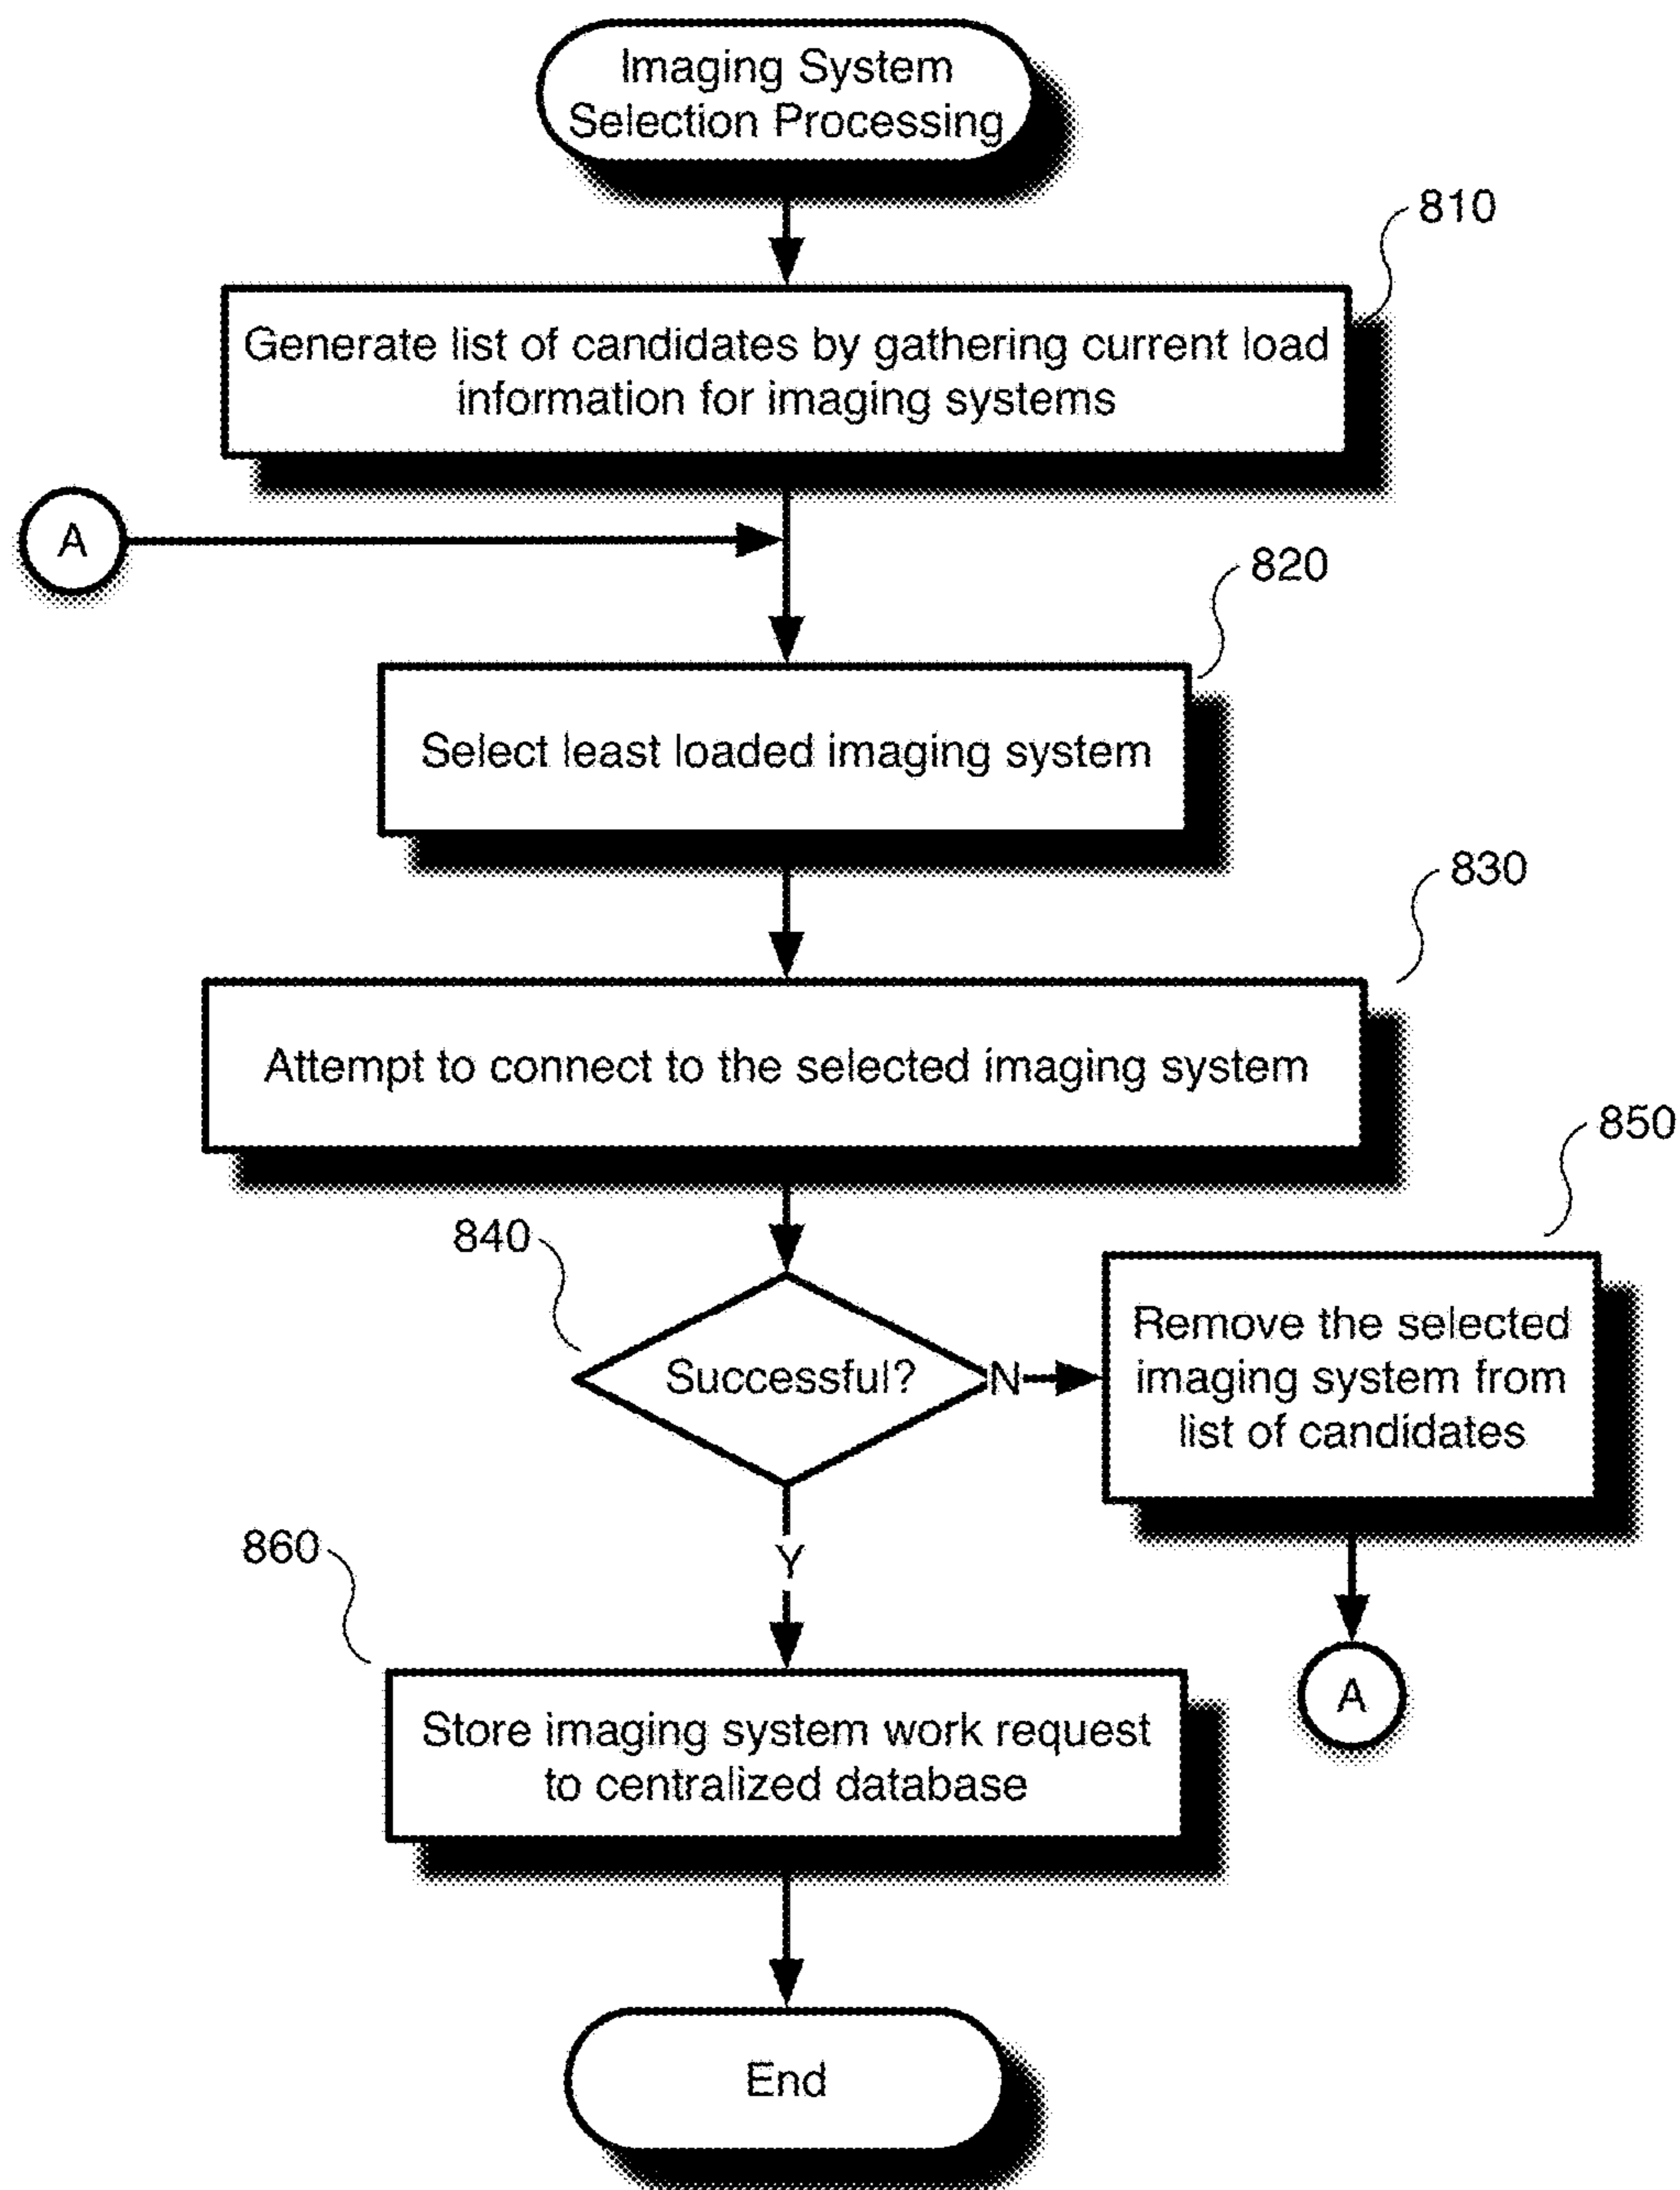 Imaging System
Selection Processing
810
Generate list of candidates by gathering current load
information for imaging systems
A
820
Select least loaded imaging system
830
Attempt to connect to the selected imaging system
840
Successful?
N
850
Remove the selected
imaging system from
list of candidates
A
Y
860
Store imaging system work request
to centralized database
End